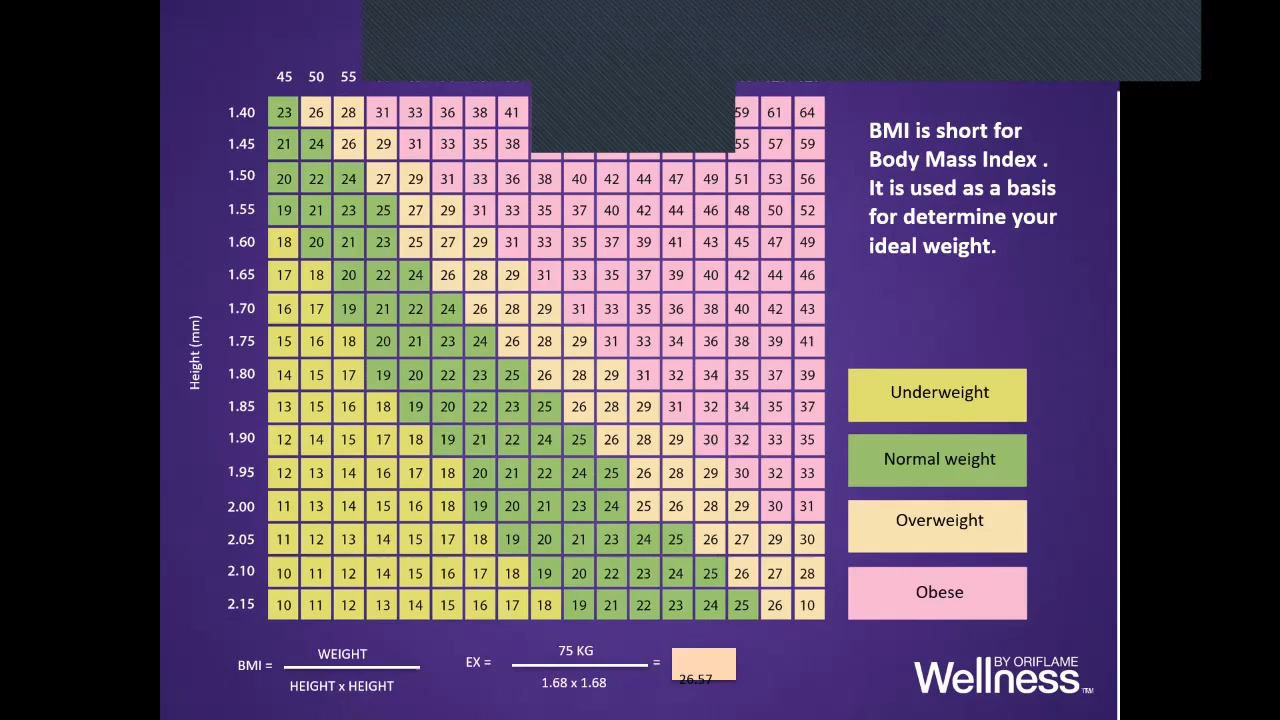 45 50 55
1.40 23 26 28 31 33 36 38 41 59 61 64
1.45 21 24 26 29 31 33 35 38 55 57 59
1.50 20 22 24 27 29 31 33 36 38 40 42 44 47 49 51 53 56
1.55 19 21 23 25 27 29 31 33 35 37 40 42 44 46 48 50 52
1.60 18 20 21 23 25 27 29 31 33 35 37 39 41 43 45 47 49
1.65 17 18 20 22 24 26 28 29 31 33 35 37 39 40 42 44 46
1.70 16 17 19 21 22 24 26 28 29 31 33 35 36 38 40 42 43
1.75 15 16 18 20 21 23 24 26 28 29 31 33 34 36 38 39 41
1.80 14 15 17 19 20 22 23 25 26 28 29 31 32 34 35 37 39
1.85 13 15 16 18 19 20 22 23 25 26 28 29 31 32 34 35 37
1.90 12 14 15 17 18 19 21 22 24 25 26 28 29 30 32 33 35
1.95 12 13 14 16 17 18 20 21 22 24 25 26 28 29 30 32 33
2.00 11 13 14 15 16 18 19 20 21 23 24 25 26 28 29 30 31
2.05 11 12 13 14 15 17 18 19 20 21 23 24 25 26 27 29 30
2.10 10 11 12 14 15 16 17 18 19 20 22 23 24 25 26 27 28
2.15 10 11 12 13 14 15 16 17 18 19 21 22 23 24 25 26 10
Height (mm)
BMI is short for
Body Mass Index .
It is used as a basis
for determine your
ideal weight.
Underweight
Normal weight
Overweight
Obese
BMI = WEIGHT
HEIGHT x HEIGHT
EX = 75 KG
1.68 x 1.68
= 26.57
BY ORIFLAME
Wellness™